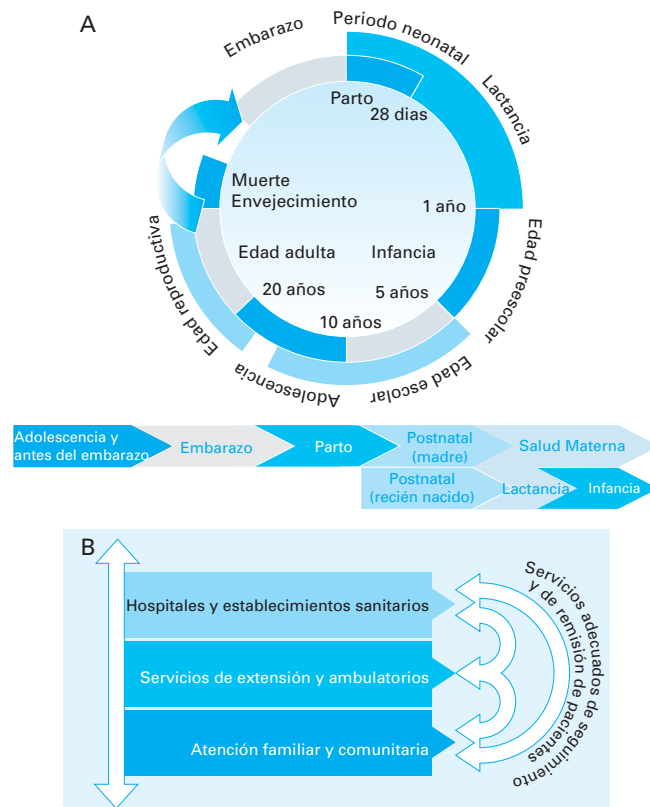 A
Embarazo
Periodo neonatal
Lactancia
Parto
28 dias
Muerte
Envejecimiento
1 año
Edad adulta
Infancia
20 años
5 años
10 años
Edad preescolar
Edad reproductiva
Adolescencia
Edad escolar
Adolescencia y
antes del embarazo
Embarazo
Parto
Postnatal
(madre)
Salud Materna
Postnatal
(recién nacido)
Lactancia
Infancia
B
Hospitales y establecimientos sanitarios
Servicios de extensión y ambulatorios
Atención familiar y comunitaria
Servicios adecuados de seguimiento
y de remisión de pacientes